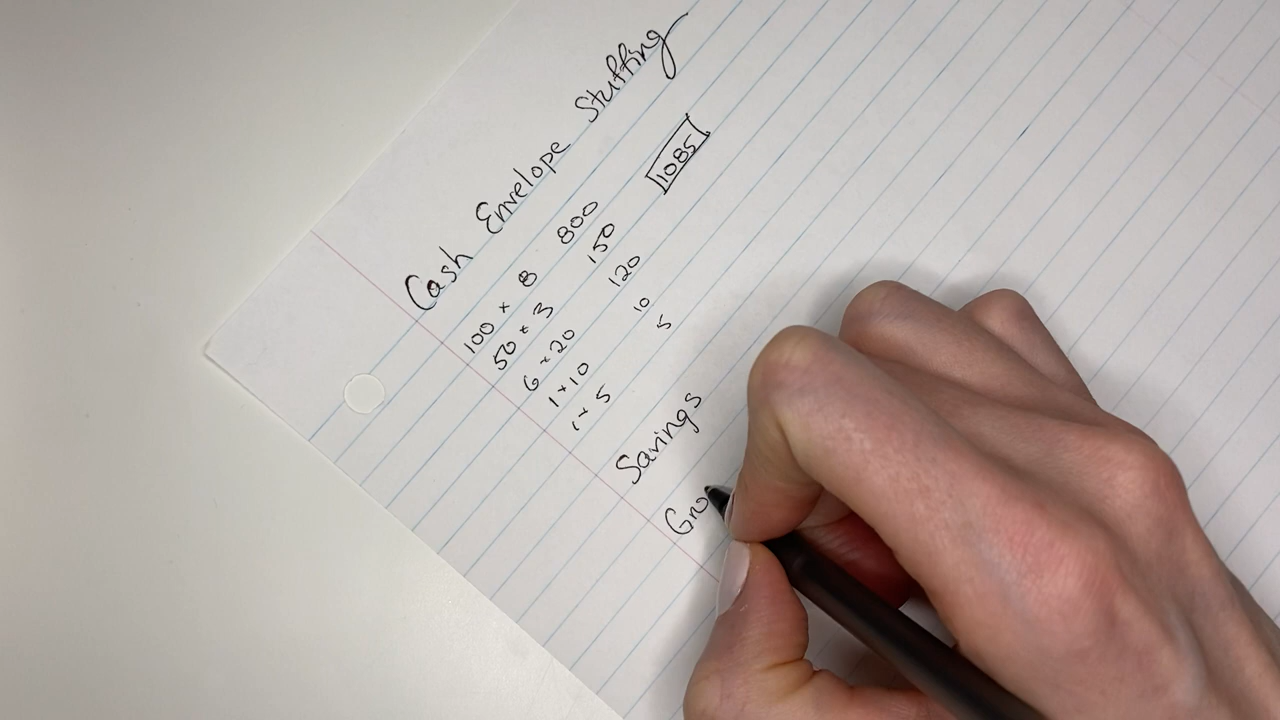 Cash Envelope Stuffing
100 x 8 800 1085
50 x 3 150
6 x 20 120
1 x 10 10
1 x 5 5
Savings
Gro